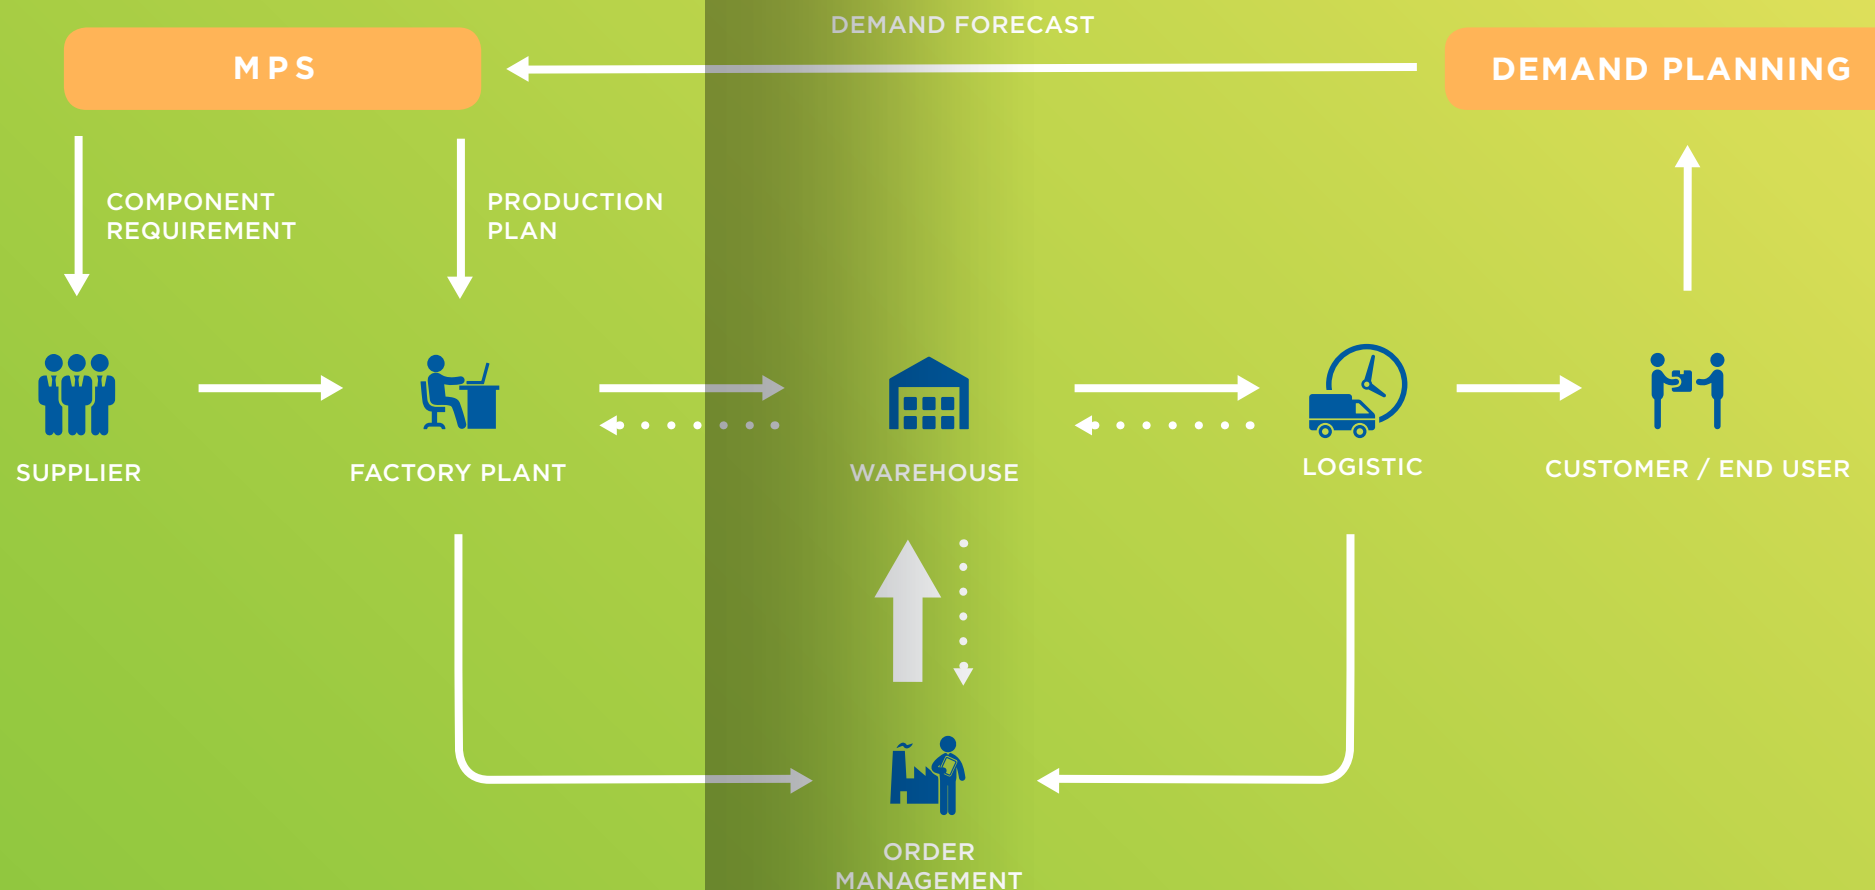 DEMAND FORECAST
MPS
DEMAND PLANNING
COMPONENT
REQUIREMENT
PRODUCTION
PLAN
SUPPLIER
FACTORY PLANT
WAREHOUSE
LOGISTIC
CUSTOMER / END USER
ORDER
MANAGEMENT